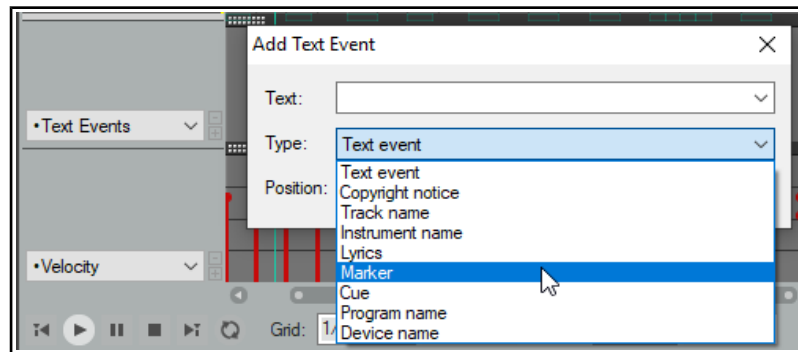 Add Text Event
Text:
•Text Events
Type: Text event
Text event
Position: Copyright notice
Track name
Instrument name
Lyrics
•Velocity
Marker
Cue
Program name
Grid: 1/
Device name